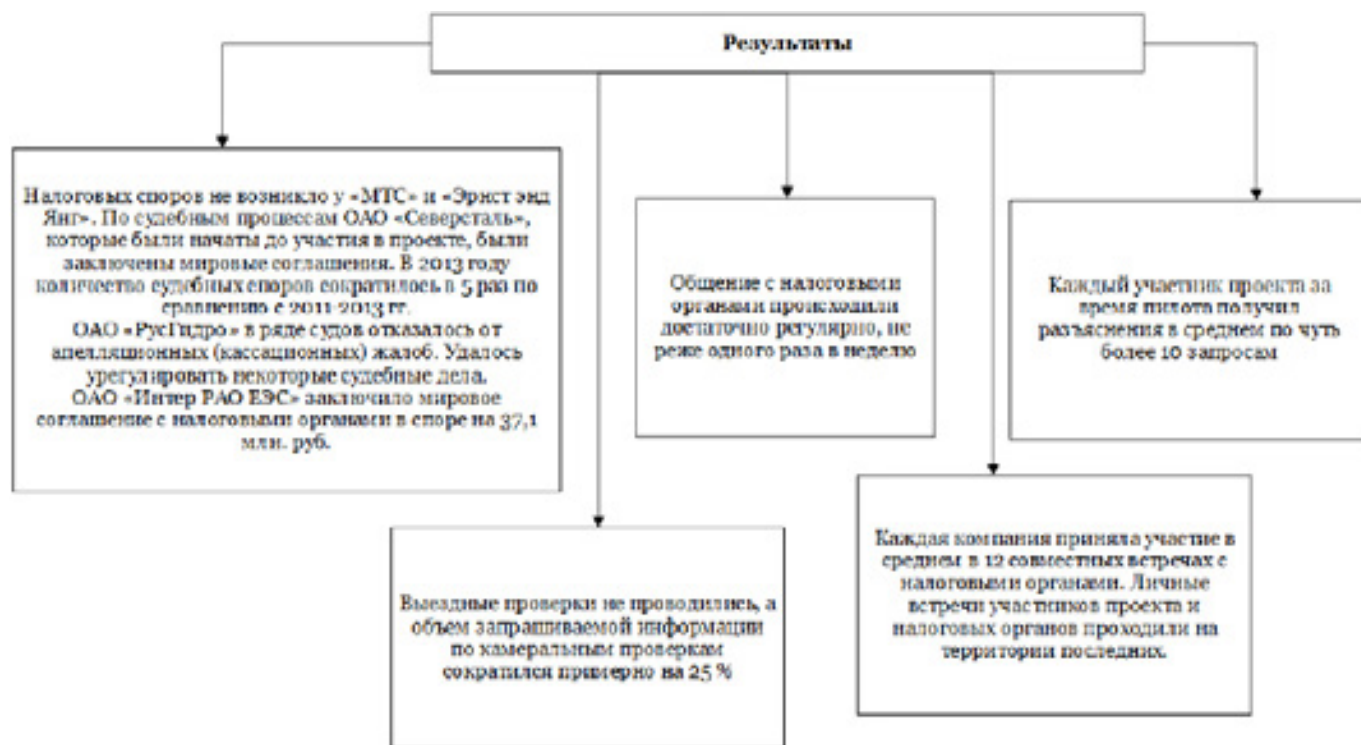 Результаты
Налоговых споров не возникло у «МТС» и «Эрнст энд
Янг». По судебным процессам ОАО «Северсталь»,
которые были начаты до участия в проекте, были
заключены мировые соглашения. В 2013 году
количество судебных споров сократилось в 5 раз по
сравнению с 2011-2013 гг.
ОАО «РусГидро» в ряде судов отказалось от
апелляционных (кассационных) жалоб. Удалось
урегулировать некоторые судебные дела.
ОАО «Интер РАО ЕЭС» заключило мировое
соглашение с налоговыми органами в споре на 37,1
млн. руб.
Общение с налоговыми
органами происходили
достаточно регулярно, не
реже одного раза в неделю
Каждый участник проекта за
время пилота получил
разъяснения в среднем по чуть
более 10 запросам
Выездные проверки не проводились, а
объем запрашиваемой информации
по камеральным проверкам
сократился примерно на 25 %
Каждая компания приняла участие в
среднем в 12 совместных встречах с
налоговыми органами. Личные
встречи участников проекта и
налоговых органов проходили на
территории последних.